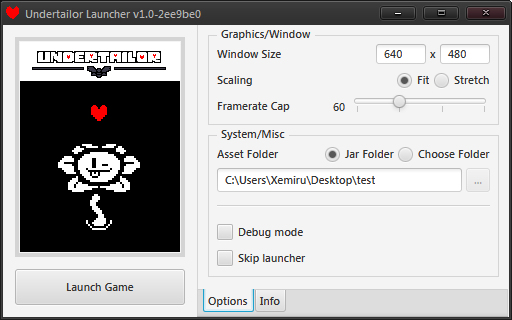 Undertailor Launcher v1.0-2ee9be0
UNDERTAILOR
Launch Game
Graphics/Window
Window Size 640 x 480
Scaling Fit Stretch
Framerate Cap 60
System/Misc
Asset Folder Jar Folder Choose Folder
C:\Users\Xemiru\Desktop\test ...
Debug mode
Skip launcher
Options Info